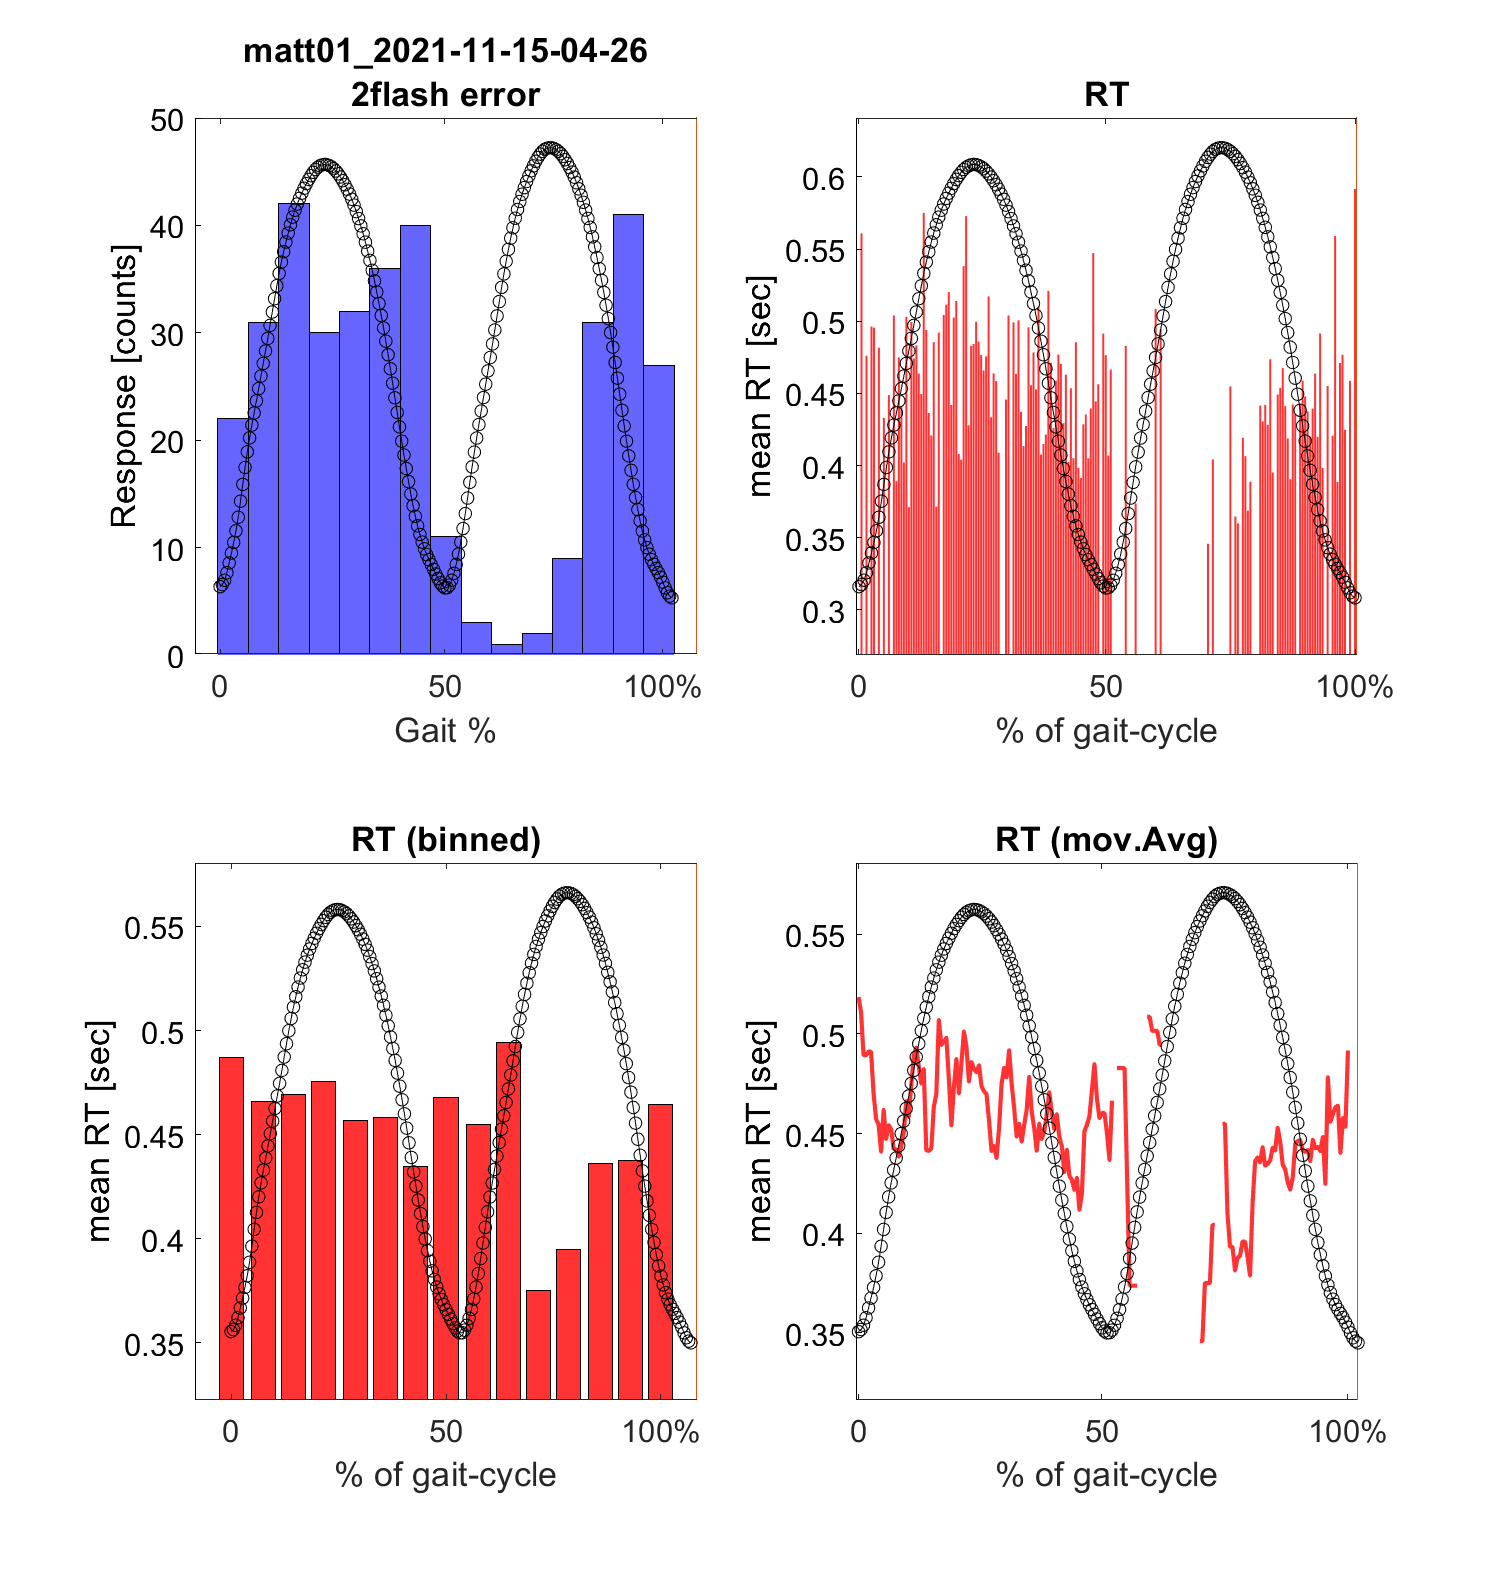 matt01_2021-11-15-04-26
2flash error
50
40
30
20
10
0
Response [counts]
0 50 100%
Gait %
RT
0.6
0.55
0.5
0.45
0.4
0.35
0.3
mean RT [sec]
0 50 100%
% of gait-cycle
RT (binned)
0.55
0.5
0.45
0.4
0.35
mean RT [sec]
0 50 100%
% of gait-cycle
RT (mov.Avg)
0.55
0.5
0.45
0.4
0.35
mean RT [sec]
0 50 100%
% of gait-cycle